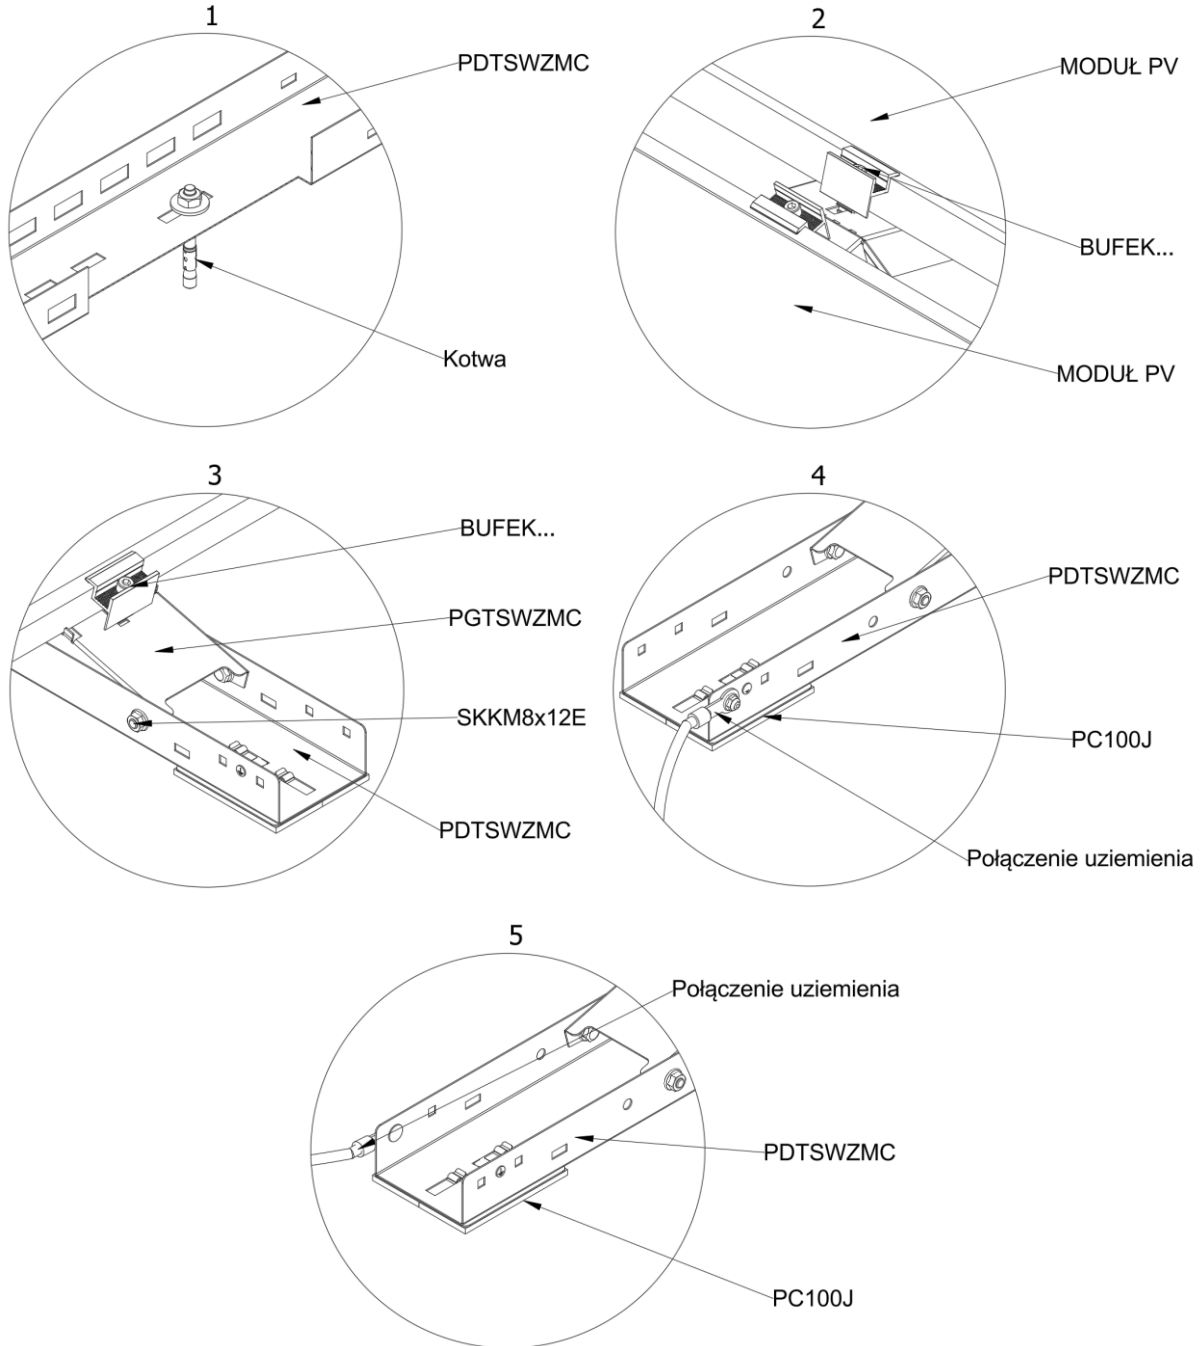 1
PDTSWZMC
Kotwa
2
MODUŁ PV
BUFEK...
MODUŁ PV
3
BUFEK...
PGTSWZMC
SKKM8x12E
PDTSWZMC
4
PDTSWZMC
PC100J
Połączenie uziemienia
5
Połączenie uziemienia
PDTSWZMC
PC100J